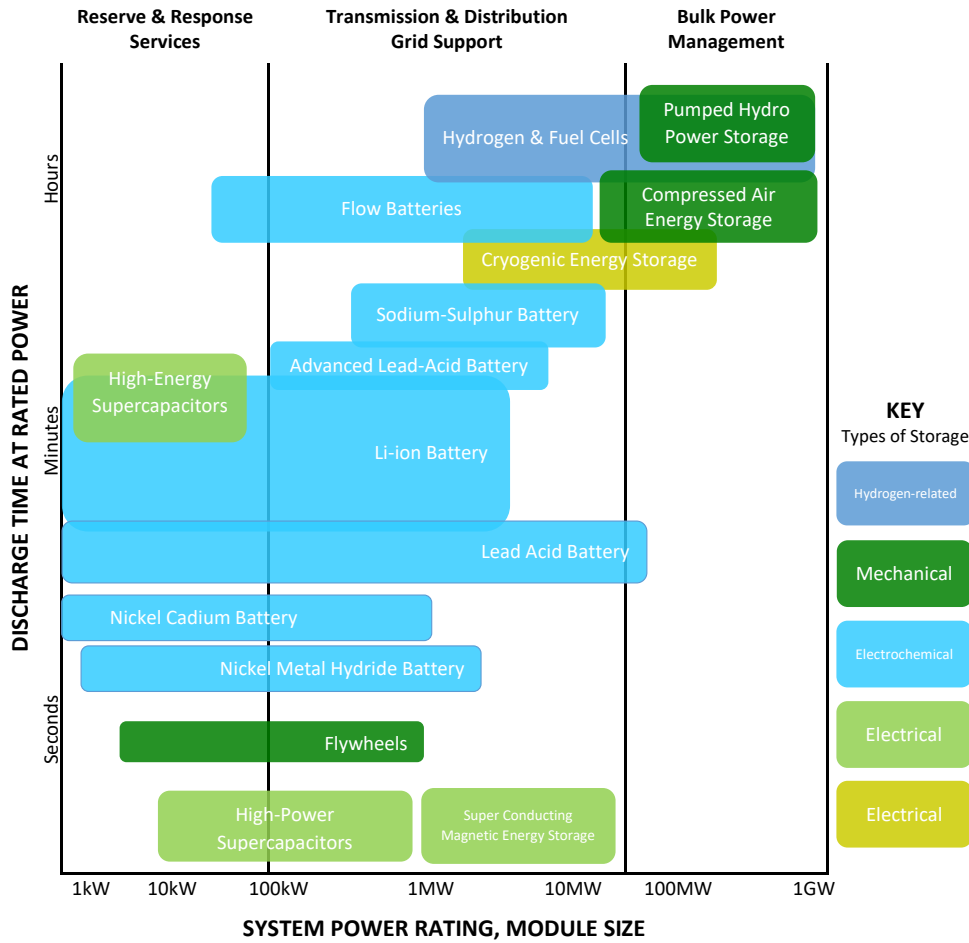 Reserve & Response
Services
Transmission & Distribution
Grid Support
Bulk Power
Management
DISCHARGE TIME AT RATED POWER
Hours
Minutes
Seconds
Pumped Hydro
Power Storage
Hydrogen & Fuel Cells
Compressed Air
Energy Storage
Flow Batteries
Cryogenic Energy Storage
Sodium-Sulphur Battery
Advanced Lead-Acid Battery
High-Energy
Supercapacitors
Li-ion Battery
Lead Acid Battery
Nickel Cadium Battery
Nickel Metal Hydride Battery
Flywheels
High-Power
Supercapacitors
Super Conducting
Magnetic Energy Storage
1kW
10kW
100kW
1MW
10MW
100MW
1GW
SYSTEM POWER RATING, MODULE SIZE
KEY
Types of Storage
Hydrogen-related
Mechanical
Electrochemical
Electrical
Electrical